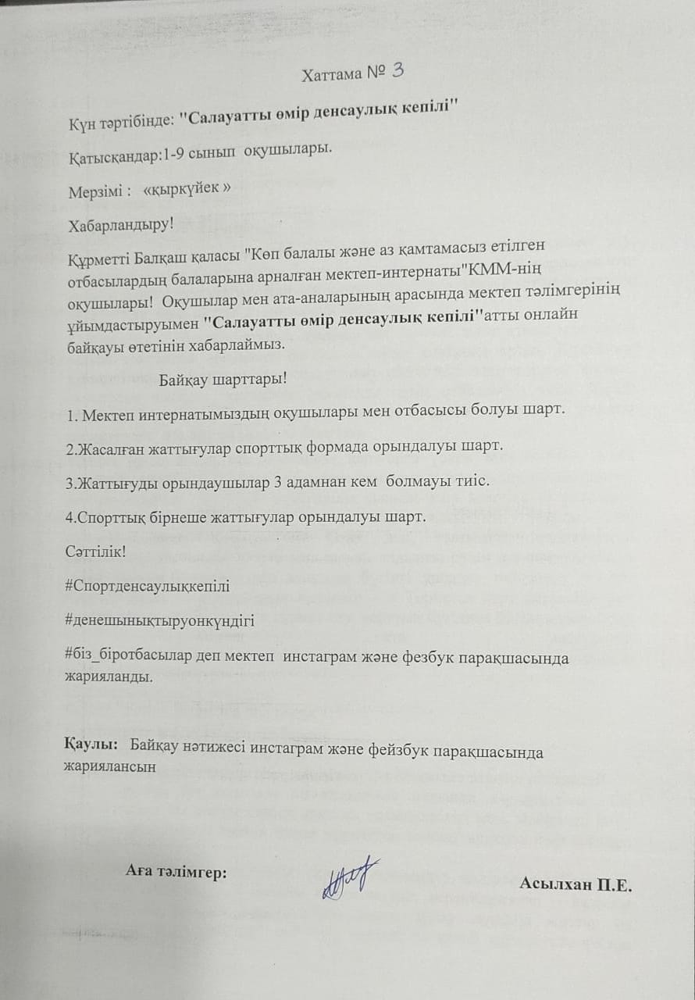 Хаттама № 3
Күн тәртібінде: "Салауатты өмір денсаулық кепілі"
Қатысқандар:1-9 сынып оқушылары.
Мерзімі : «қыркүйек »
Хабарландыру!
Құрметті Балқаш қаласы "Көп балалы және аз қамтамасыз етілген
отбасылардың балаларына арналған мектеп-интернаты"КММ-нің
оқушылары! Оқушылар мен ата-аналарының арасында мектеп тәлімгерінің
ұйымдастыруымен "Салауатты өмір денсаулық кепілі"атты онлайн
байқауы өтетінін хабарлаймыз.
Байқау шарттары!
1. Мектеп интернатымыздың оқушылары мен отбасысы болуы шарт.
2.Жасалған жаттығулар спорттық формада орындалуы шарт.
3.Жаттығуды орындаушылар 3 адамнан кем болмауы тиіс.
4.Спорттық бірнеше жаттығулар орындалуы шарт.
Сәттілік!
#Спортденсаулықкепілі
#денешынықтыруонкүндігі
#біз_біротбасылар деп мектеп инстаграм және фезбук парақшасында
жарияланды.
Қаулы: Байқау нәтижесі инстаграм және фейзбук парақшасында
жариялансын
Аға тәлімгер:
Асылхан П.Е.